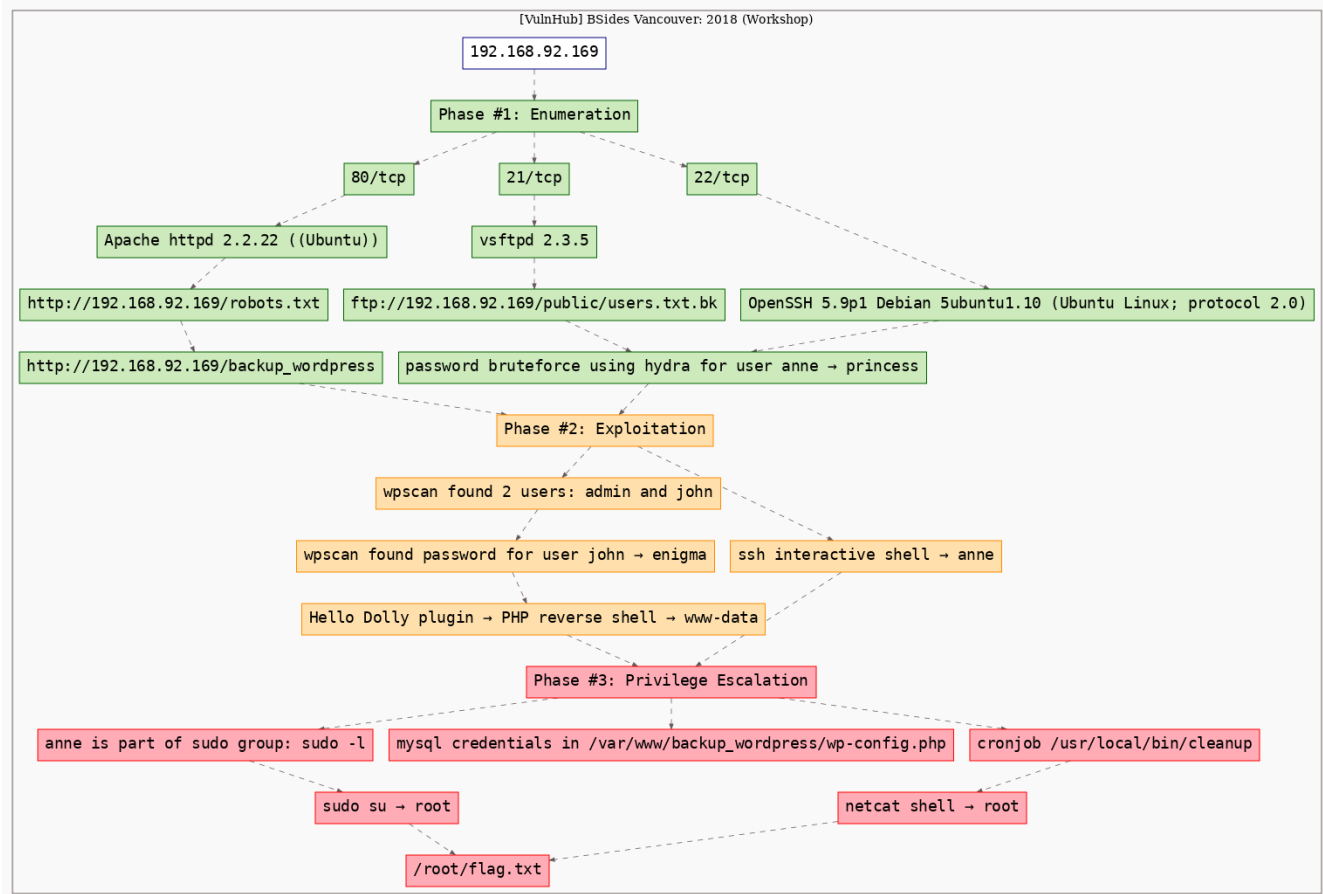 [VulnHub] BSides Vancouver: 2018 (Workshop)
192.168.92.169
Phase #1: Enumeration
80/tcp
21/tcp
22/tcp
Apache httpd 2.2.22 ((Ubuntu))
vsftpd 2.3.5
http://192.168.92.169/robots.txt
ftp://192.168.92.169/public/users.txt.bk
OpenSSH 5.9p1 Debian 5ubuntu1.10 (Ubuntu Linux; protocol 2.0)
http://192.168.92.169/backup_wordpress
password bruteforce using hydra for user anne → princess
Phase #2: Exploitation
wpscan found 2 users: admin and john
wpscan found password for user john → enigma
ssh interactive shell → anne
Hello Dolly plugin → PHP reverse shell → www-data
Phase #3: Privilege Escalation
anne is part of sudo group: sudo -l
mysql credentials in /var/www/backup_wordpress/wp-config.php
cronjob /usr/local/bin/cleanup
sudo su → root
netcat shell → root
/root/flag.txt